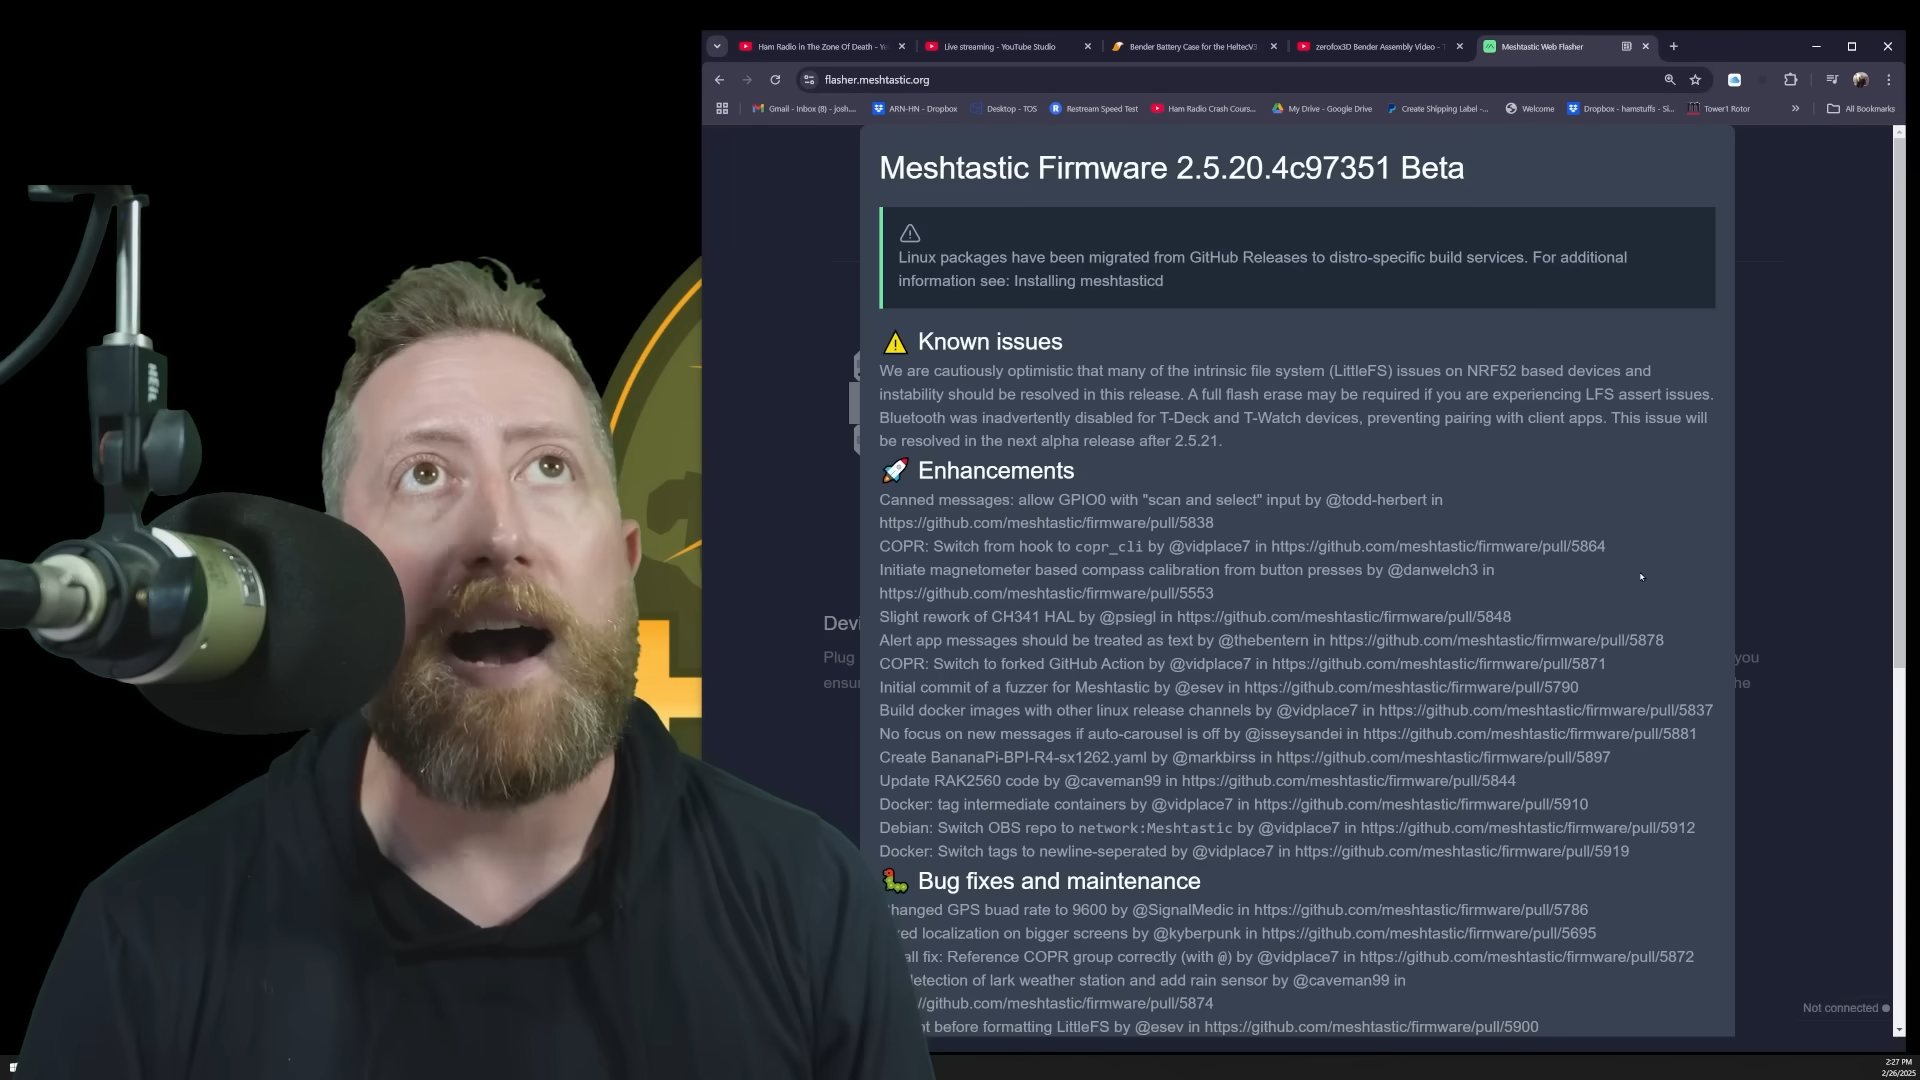 Ham Radio in The Zone Of Death - Ye
Live streaming - YouTube Studio
Bender Battery Case for the HeltecV3
zerofox3D Bender Assembly Video -
Meshtastic Web Flasher
flasher.meshtastic.org
Gmail - Inbox (8) - josh....
ARN-HN - Dropbox
Desktop - TOS
Restream Speed Test
Ham Radio Crash Cours...
My Drive - Google Drive
Create Shipping Label -...
Welcome
Dropbox - hamstuffs - Si...
Tower1 Rotor
All Bookmarks
Meshtastic Firmware 2.5.20.4c97351 Beta
Linux packages have been migrated from GitHub Releases to distro-specific build services. For additional
information see: Installing meshtasticd
Known issues
We are cautiously optimistic that many of the intrinsic file system (LittleFS) issues on NRF52 based devices and
instability should be resolved in this release. A full flash erase may be required if you are experiencing LFS assert issues.
Bluetooth was inadvertently disabled for T-Deck and T-Watch devices, preventing pairing with client apps. This issue will
be resolved in the next alpha release after 2.5.21.
Enhancements
Canned messages: allow GPIO0 with "scan and select" input by @todd-herbert in
https://github.com/meshtastic/firmware/pull/5838
COPR: Switch from hook to copr_cli by @vidplace7 in https://github.com/meshtastic/firmware/pull/5864
Initiate magnetometer based compass calibration from button presses by @danwelch3 in
https://github.com/meshtastic/firmware/pull/5553
Slight rework of CH341 HAL by @psiegl in https://github.com/meshtastic/firmware/pull/5848
Alert app messages should be treated as text by @thebentern in https://github.com/meshtastic/firmware/pull/5878
COPR: Switch to forked GitHub Action by @vidplace7 in https://github.com/meshtastic/firmware/pull/5871
Initial commit of a fuzzer for Meshtastic by @esev in https://github.com/meshtastic/firmware/pull/5790
Build docker images with other linux release channels by @vidplace7 in https://github.com/meshtastic/firmware/pull/5837
No focus on new messages if auto-carousel is off by @isseysandei in https://github.com/meshtastic/firmware/pull/5881
Create BananaPi-BPI-R4-sx1262.yaml by @markbirss in https://github.com/meshtastic/firmware/pull/5897
Update RAK2560 code by @caveman99 in https://github.com/meshtastic/firmware/pull/5844
Docker: tag intermediate containers by @vidplace7 in https://github.com/meshtastic/firmware/pull/5910
Debian: Switch OBS repo to network:Meshtastic by @vidplace7 in https://github.com/meshtastic/firmware/pull/5912
Docker: Switch tags to newline-seperated by @vidplace7 in https://github.com/meshtastic/firmware/pull/5919
Bug fixes and maintenance
hanged GPS buad rate to 9600 by @SignalMedic in https://github.com/meshtastic/firmware/pull/5786
ed localization on bigger screens by @kyberpunk in https://github.com/meshtastic/firmware/pull/5695
all fix: Reference COPR group correctly (with @) by @vidplace7 in https://github.com/meshtastic/firmware/pull/5872
etection of lark weather station and add rain sensor by @caveman99 in
//github.com/meshtastic/firmware/pull/5874
t before formatting LittleFS by @esev in https://github.com/meshtastic/firmware/pull/5900
Devi
Plug
you
ensu
he
Not connected
2:27 PM
2/26/2025
HEIL